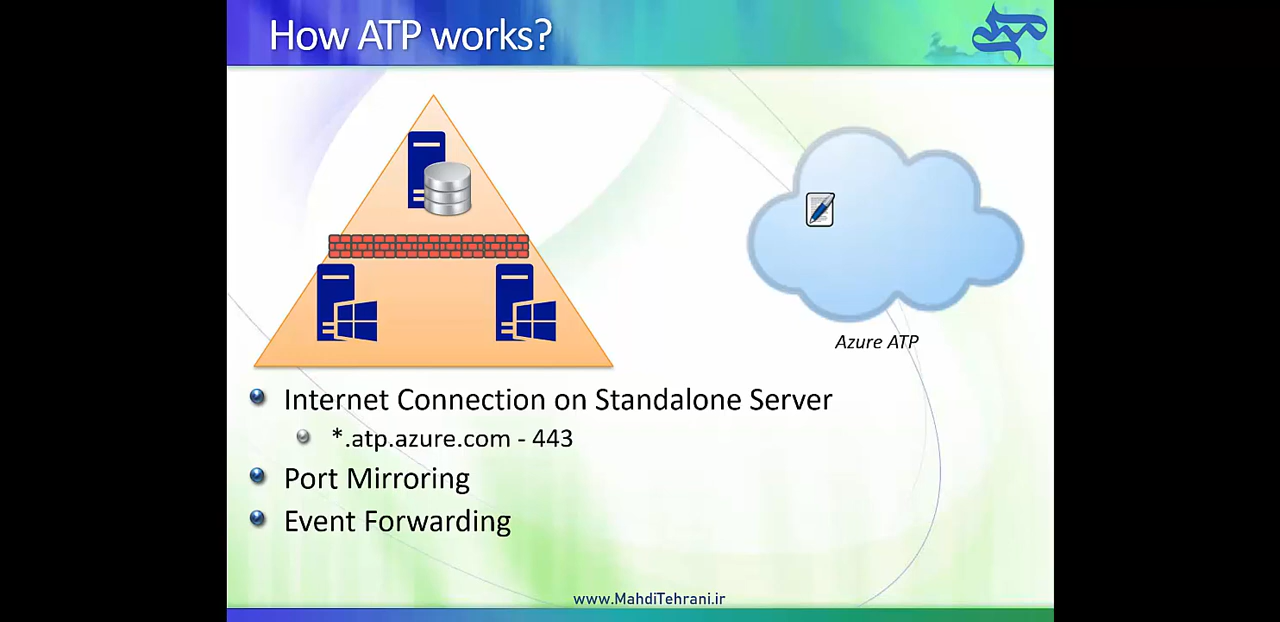 How ATP works?
Azure ATP
Internet Connection on Standalone Server
*.atp.azure.com - 443
Port Mirroring
Event Forwarding
www.MahdiTehrani.ir